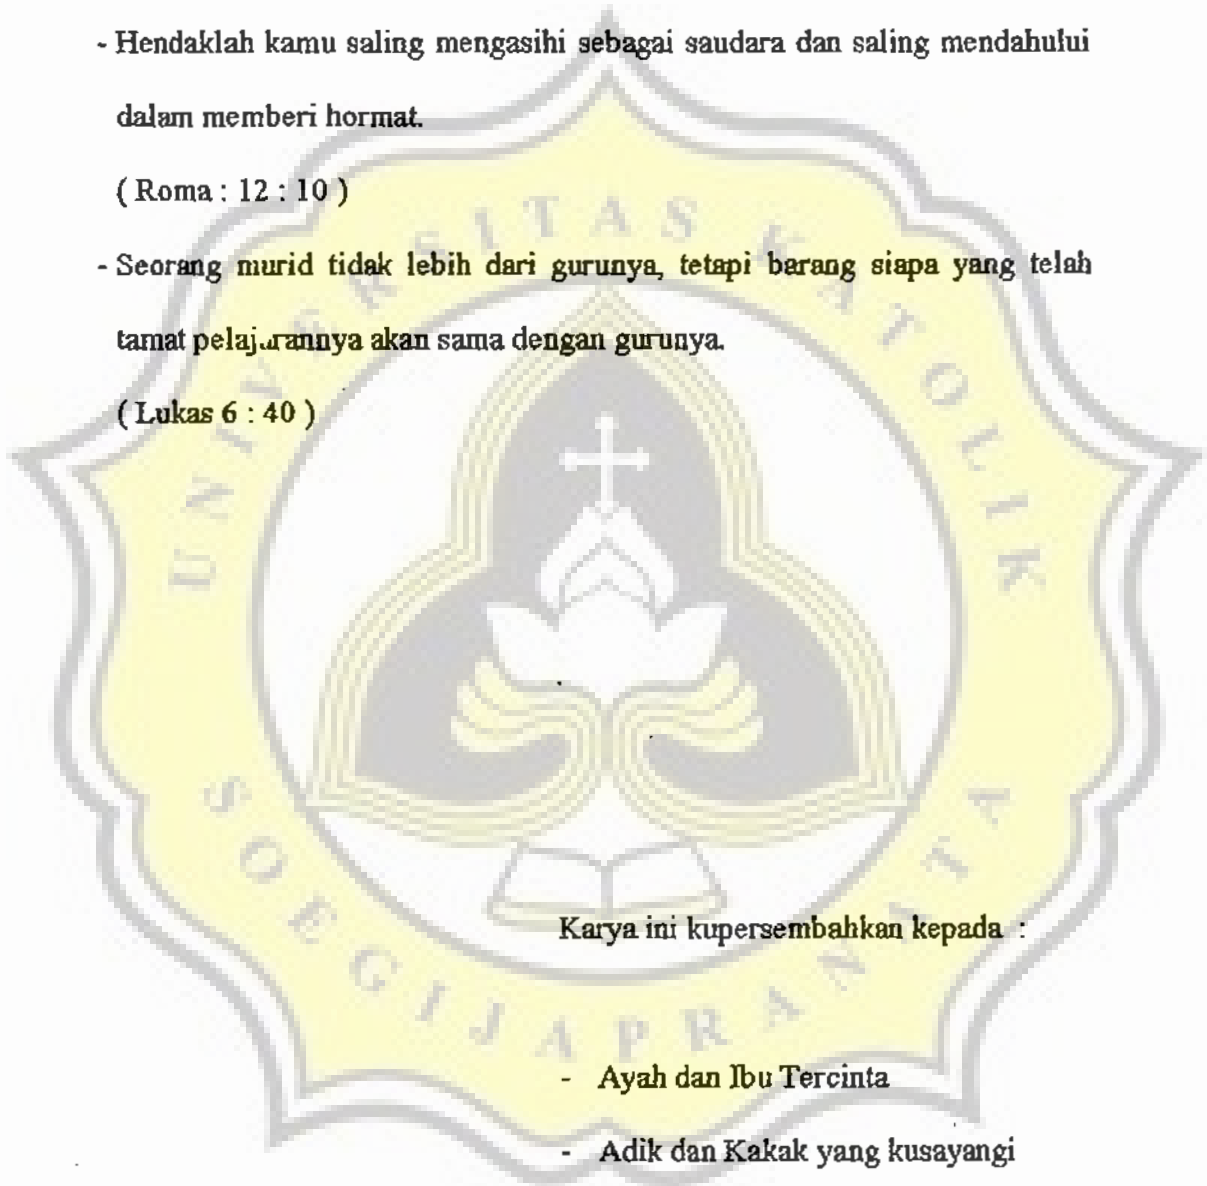 - Hendaklah kamu saling mengasihi sebagai saudara dan saling mendahului
dalam memberi hormat.
( Roma : 12 : 10 )
- Seorang murid tidak lebih dari gurunya, tetapi barang siapa yang telah
tamat pelajarannya akan sama dengan gurunya.
( Lukas 6 : 40 )
UNIVERSITAS KATOLIK
SOEGIJAPRANATA
Karya ini kupersembahkan kepada :
- Ayah dan Ibu Tercinta
- Adik dan Kakak yang kusayangi